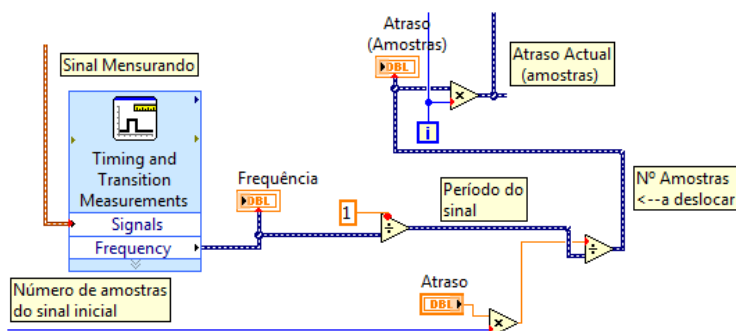 Atraso
(Amostras)
DBL
Atraso Actual
(amostras)
Sinal Mensurando
i
Timing and
Transition
Measurements
Signals
Frequency
Frequência
DBL
1
Período do
sinal
Nº Amostras
<--a deslocar
Atraso
DBL
Número de amostras
do sinal inicial